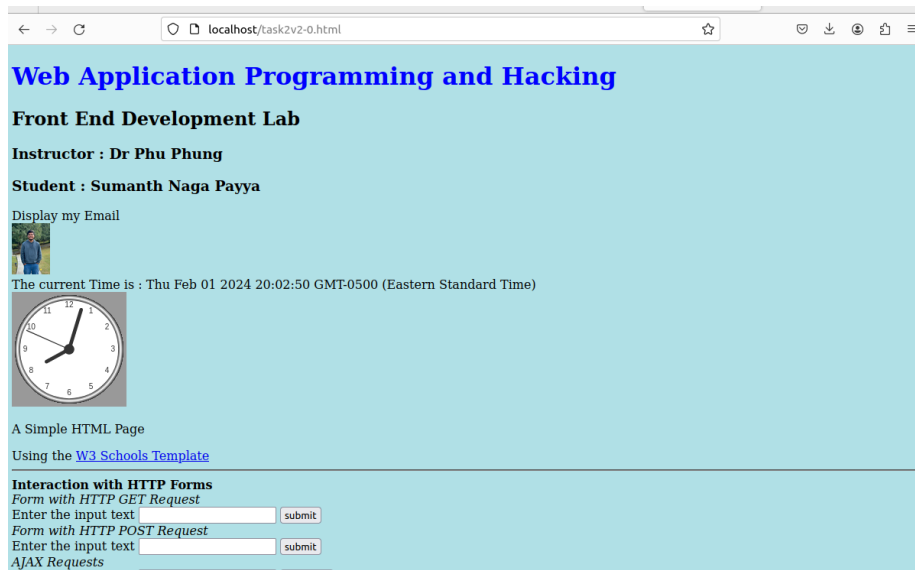 localhost/task2v2-0.html
Web Application Programming and Hacking
Front End Development Lab
Instructor : Dr Phu Phung
Student : Sumanth Naga Payya
Display my Email
The current Time is : Thu Feb 01 2024 20:02:50 GMT-0500 (Eastern Standard Time)
12
11 1
10 2
9 3
8 4
7 5
6
A Simple HTML Page
Using the W3 Schools Template
Interaction with HTTP Forms
Form with HTTP GET Request
Enter the input text submit
Form with HTTP POST Request
Enter the input text submit
AJAX Requests